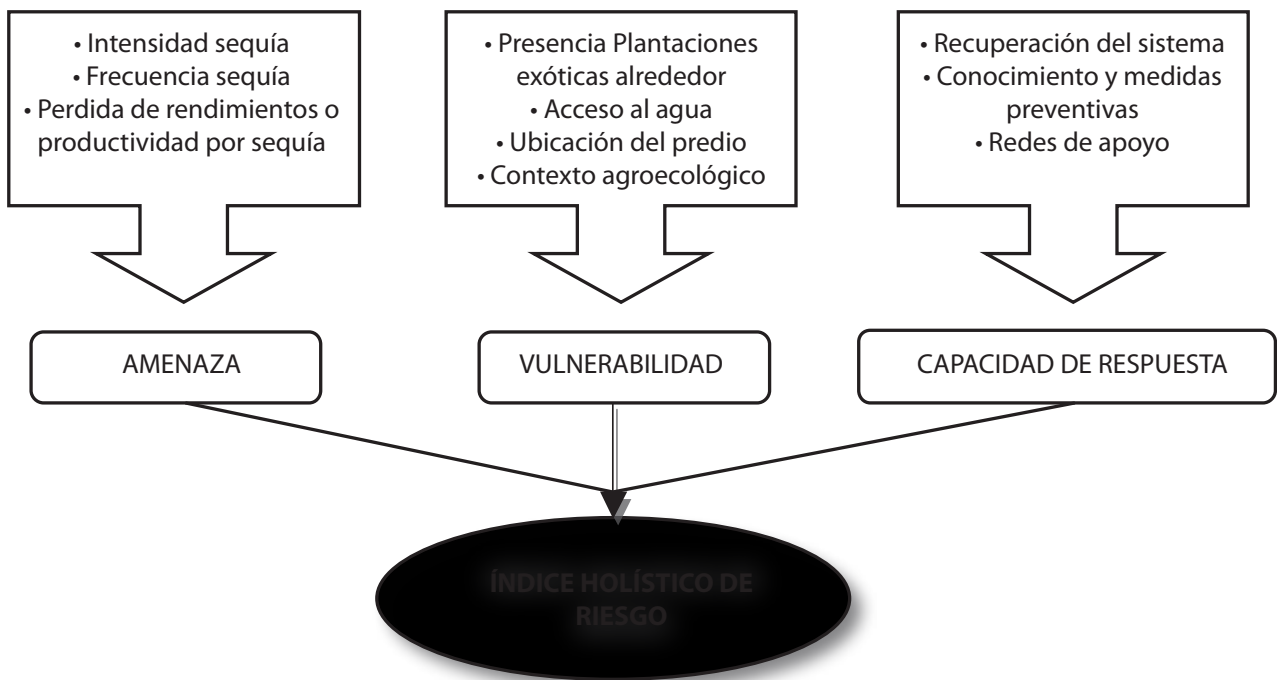 • Intensidad sequía
• Frecuencia sequía
• Perdida de rendimientos o
productividad por sequía
• Presencia Plantaciones
exóticas alrededor
• Acceso al agua
• Ubicación del predio
• Contexto agroecológico
• Recuperación del sistema
• Conocimiento y medidas
preventivas
• Redes de apoyo
AMENAZA
VULNERABILIDAD
CAPACIDAD DE RESPUESTA
ÍNDICE HOLÍSTICO DE
RIESGO